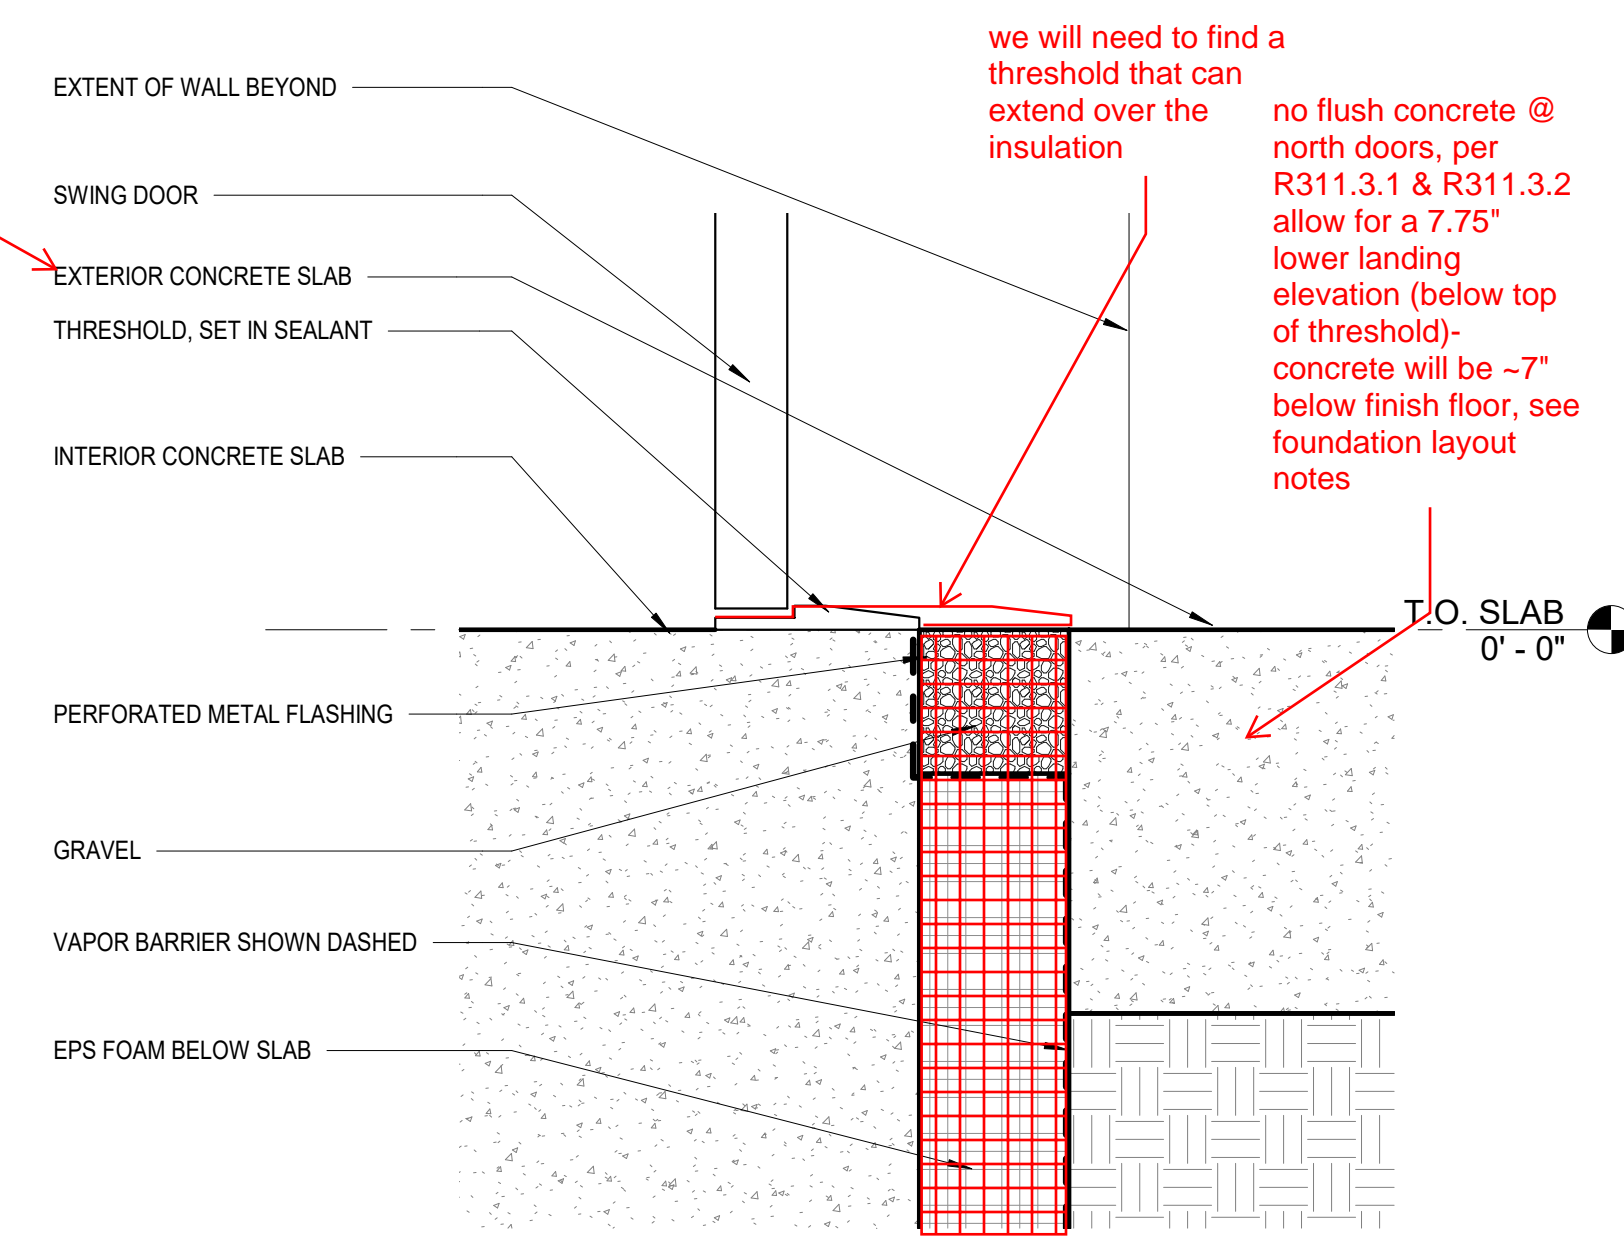 we will need to find a
threshold that can
extend over the
insulation
no flush concrete @
north doors, per
R311.3.1 & R311.3.2
allow for a 7.75"
lower landing
elevation (below top
of threshold)-
concrete will be ~7"
below finish floor, see
foundation layout
notes
EXTENT OF WALL BEYOND
SWING DOOR
EXTERIOR CONCRETE SLAB
THRESHOLD, SET IN SEALANT
INTERIOR CONCRETE SLAB
T.O. SLAB
0' - 0"
PERFORATED METAL FLASHING
GRAVEL
VAPOR BARRIER SHOWN DASHED
EPS FOAM BELOW SLAB